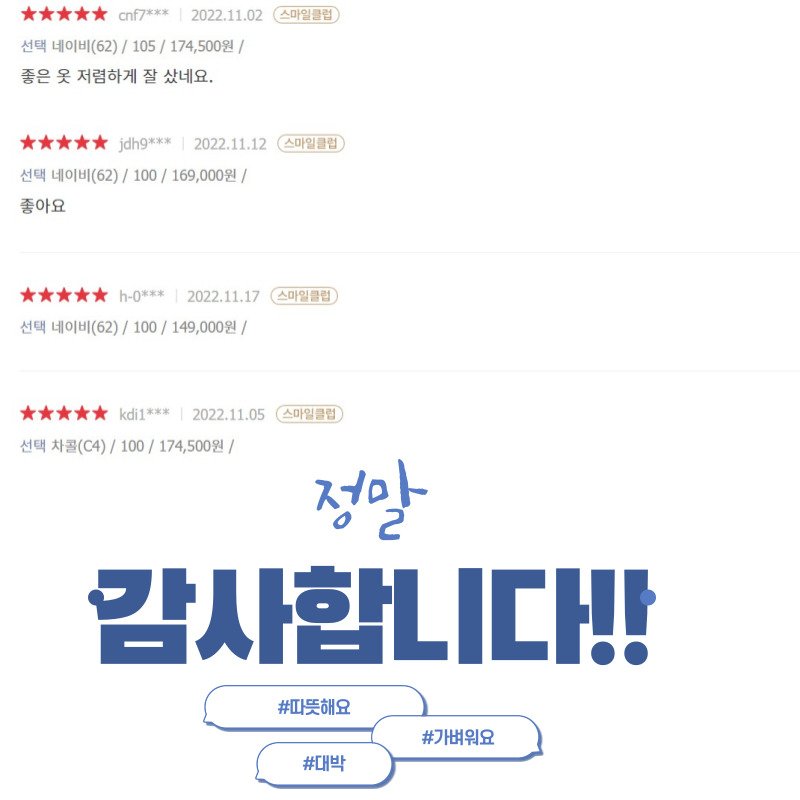 ★★★★★ cnf7*** | 2022.11.02 스마일클럽
선택 네이비(62) / 105 / 174,500원 /
좋은 옷 저렴하게 잘 샀네요.
★★★★★ jdh9*** | 2022.11.12 스마일클럽
선택 네이비(62) / 100 / 169,000원 /
좋아요
★★★★★ h-0*** | 2022.11.17 스마일클럽
선택 네이비(62) / 100 / 149,000원 /
★★★★★ kdi1*** | 2022.11.05 스마일클럽
선택 차콜(C4) / 100 / 174,500원 /
정말
감사합니다!!
#따뜻해요
#가벼워요
#대박